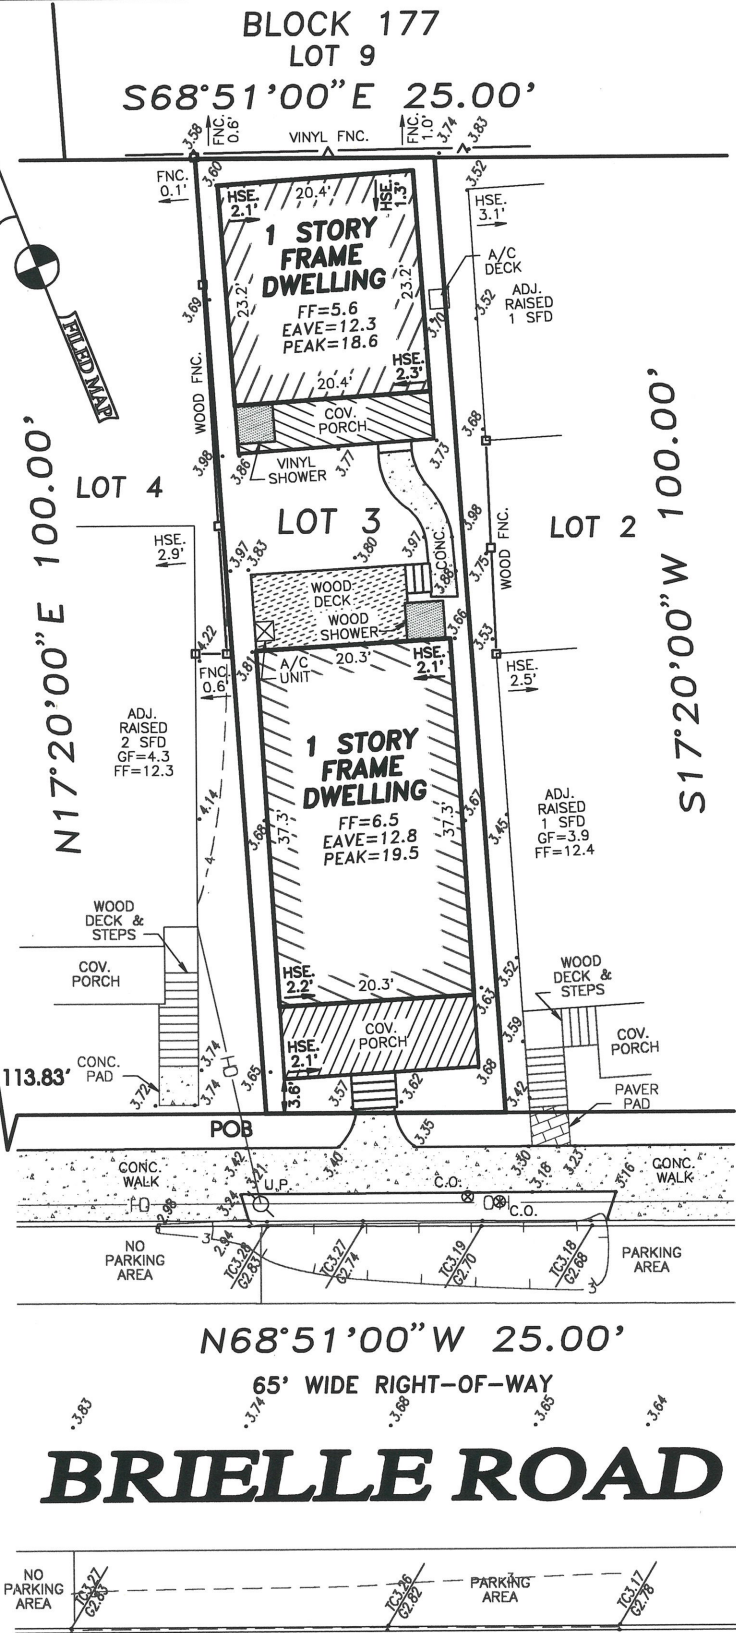 BLOCK 177
LOT 9
S68°51'00"E 25.00'
3.58
FNC.
0.6'
VINYL FNC.
FNC.
1.0'
3.74
3.83
FNC.
0.1'
3.60
HSE.
2.1'
20.4'
HSE.
1.3'
3.52
HSE.
3.1'
1 STORY
FRAME
DWELLING
FF=5.6
EAVE=12.3
PEAK=18.6
23.2'
23.2'
A/C
DECK
ADJ.
RAISED
1 SFD
3.52
3.69
3.70
FILED MAP
WOOD FNC.
HSE.
2.3'
20.4'
COV.
PORCH
3.68
3.98
3.86
VINYL
SHOWER
3.77
3.73
LOT 4
LOT 3
LOT 2
N17°20'00"E 100.00'
S17°20'00"W 100.00'
HSE.
2.9'
3.97
3.83
3.80
3.97
CONC.
3.88
3.98
WOOD FNC.
3.75
WOOD
DECK
WOOD
SHOWER
3.66
3.53
4.22
FNC.
0.6'
3.81
A/C
UNIT
20.3'
HSE.
2.1'
HSE.
2.5'
ADJ.
RAISED
2 SFD
GF=4.3
FF=12.3
1 STORY
FRAME
DWELLING
FF=6.5
EAVE=12.8
PEAK=19.5
4.14
4
3.68
37.3'
37.3'
3.67
3.45
ADJ.
RAISED
1 SFD
GF=3.9
FF=12.4
WOOD
DECK &
STEPS
COV.
PORCH
HSE.
2.2'
20.3'
3.63
3.52
WOOD
DECK &
STEPS
COV.
PORCH
HSE.
2.1'
3.59
COV.
PORCH
113.83'
CONC.
PAD
3.74
3.72
3.74
3.65
3.6'
3.57
3.62
3.68
3.42
PAVER
PAD
POB
3.35
CONC.
WALK
3.42
3.21
3.40
3.30
3.18
3.23
3.16
CONC.
WALK
U.P.
C.O.
C.O.
2.98
3.24
3
2.94
NO
PARKING
AREA
TC3.28
G2.83
TC3.27
G2.74
TC3.19
G2.70
TC3.18
G2.68
3
PARKING
AREA
N68°51'00"W 25.00'
65' WIDE RIGHT-OF-WAY
3.83
3.74
3.68
3.65
3.64
BRIELLE ROAD
NO
PARKING
AREA
TC3.27
G2.83
TC3.26
G2.82
3
PARKING
AREA
TC3.17
G2.78